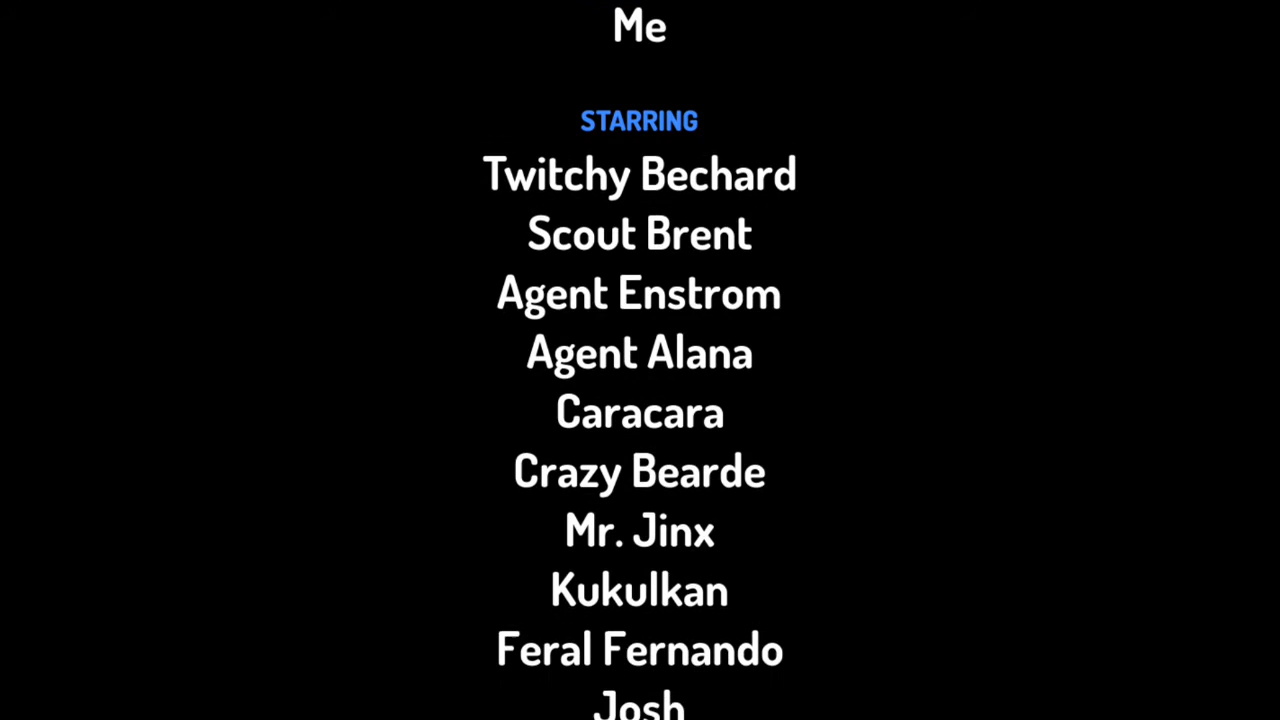 Me
STARRING
Twitchy Bechard
Scout Brent
Agent Enstrom
Agent Alana
Caracara
Crazy Bearde
Mr. Jinx
Kukulkan
Feral Fernando
Josh